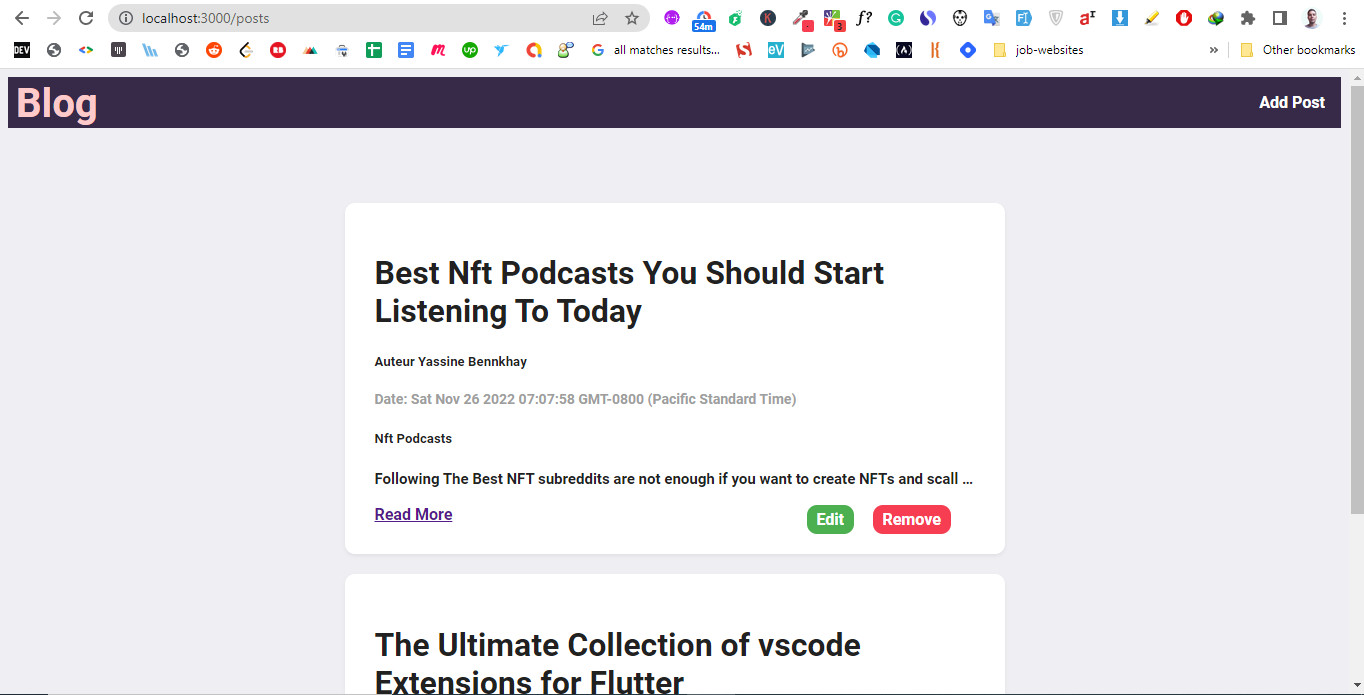 localhost:3000/posts
54m
3
f?
DEV
up
all matches results...
eV
job-websites
»
Other bookmarks
Blog
Add Post
Best Nft Podcasts You Should Start
Listening To Today
Auteur Yassine Bennkhay
Date: Sat Nov 26 2022 07:07:58 GMT-0800 (Pacific Standard Time)
Nft Podcasts
Following The Best NFT subreddits are not enough if you want to create NFTs and scall ...
Read More
Edit
Remove
The Ultimate Collection of vscode
Extensions for Flutter